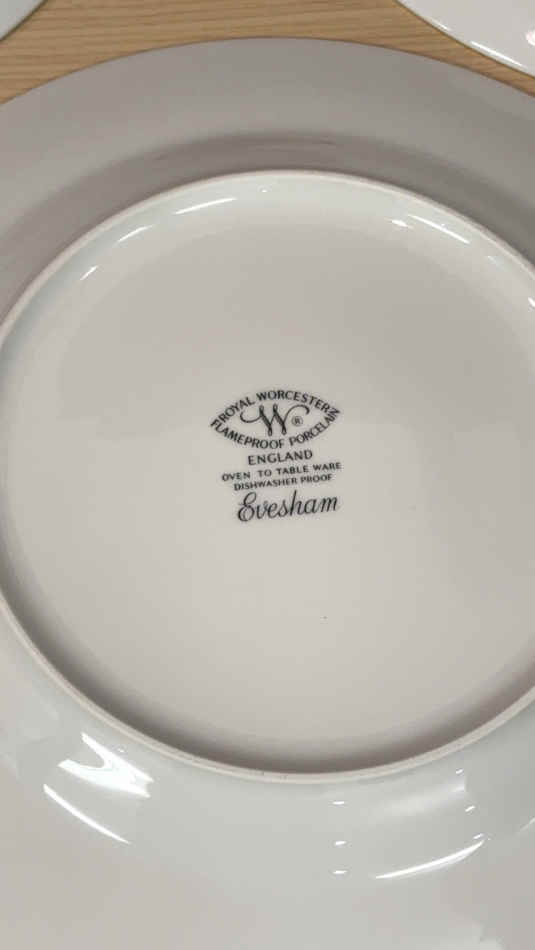 ROYAL WORCESTER
W ®
FLAMEPROOF PORCELAIN
ENGLAND
OVEN TO TABLE WARE
DISHWASHER PROOF
Evesham